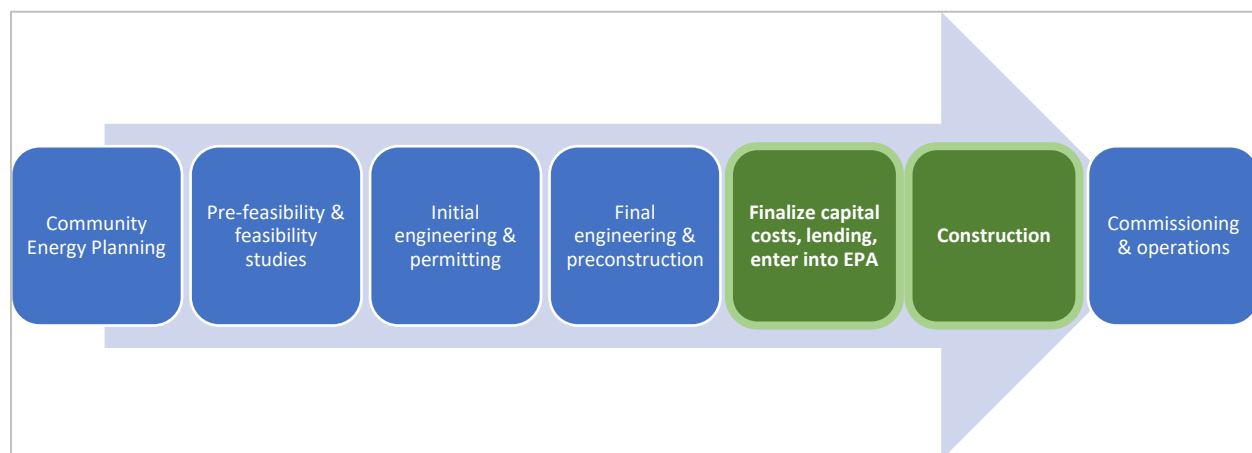 Community
Energy Planning
Pre-feasibility &
feasibility
studies
Initial
engineering &
permitting
Final
engineering &
preconstruction
Finalize capital
costs, lending,
enter into EPA
Construction
Commissioning
& operations